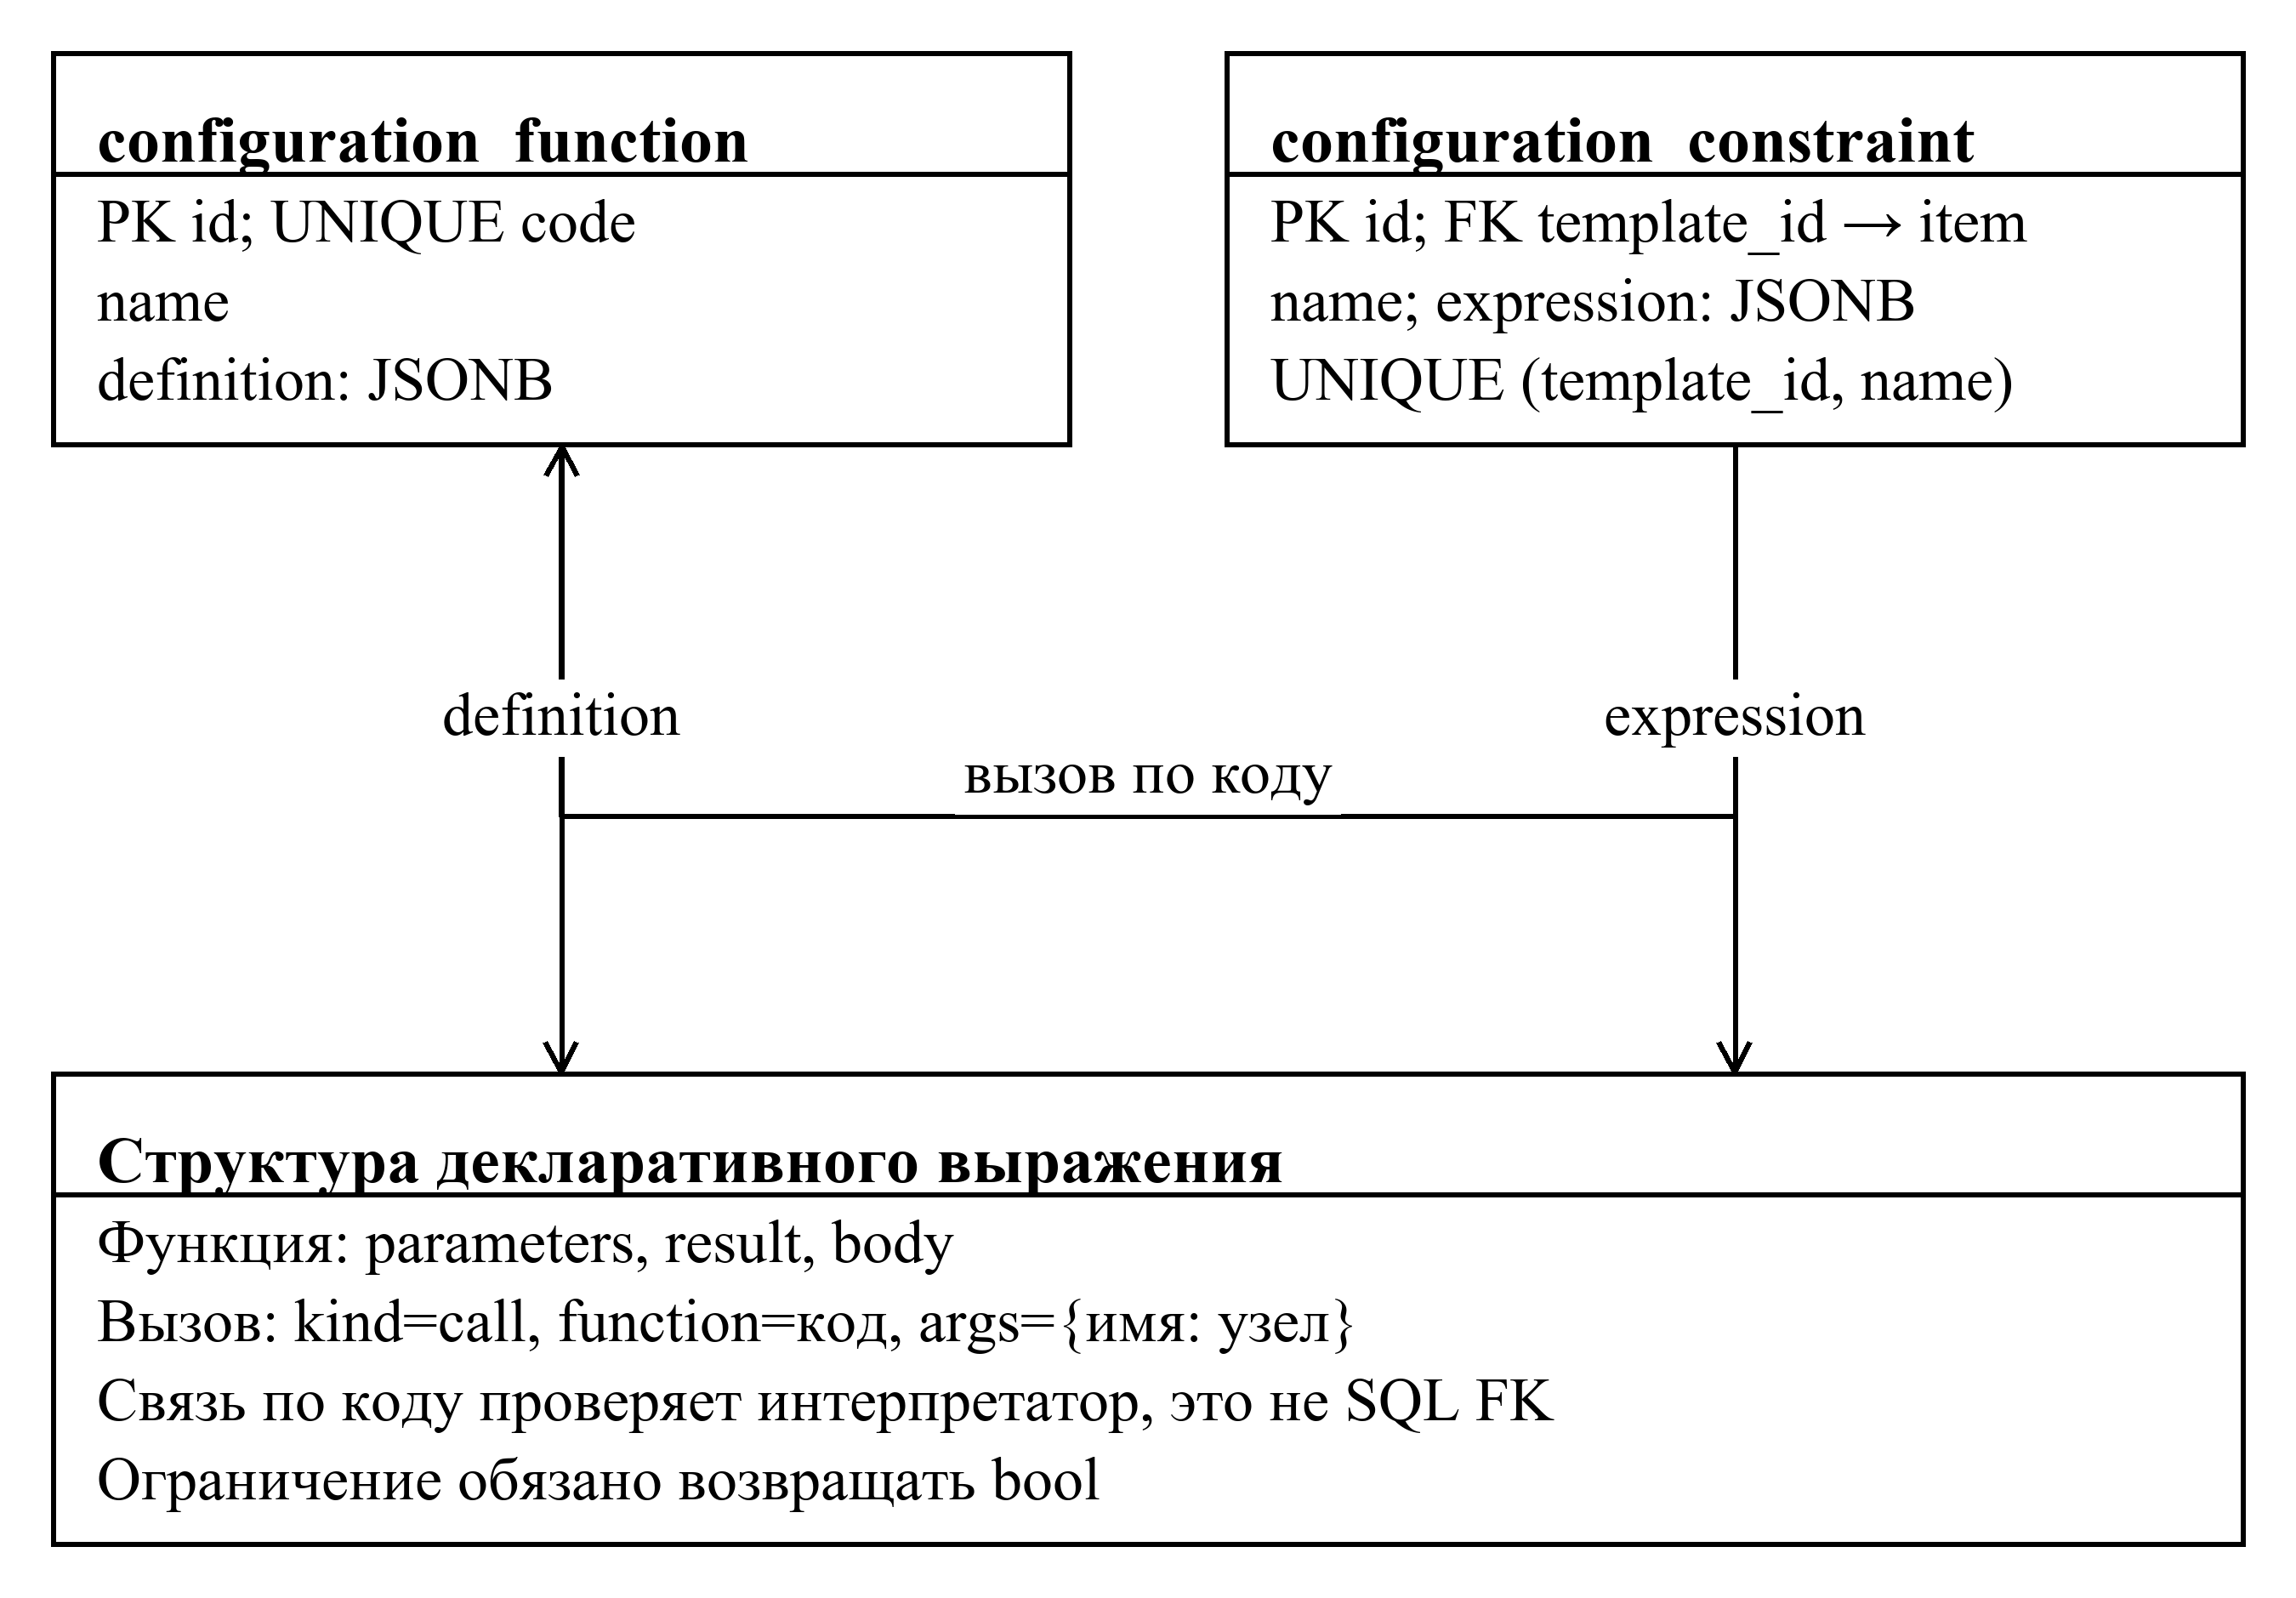 configuration_function
PK id; UNIQUE code
name
definition: JSONB
configuration_constraint
PK id; FK template_id → item
name; expression: JSONB
UNIQUE (template_id, name)
definition
expression
вызов по коду
Структура декларативного выражения
Функция: parameters, result, body
Вызов: kind=call, function=код, args={имя: узел}
Связь по коду проверяет интерпретатор, это не SQL FK
Ограничение обязано возвращать bool